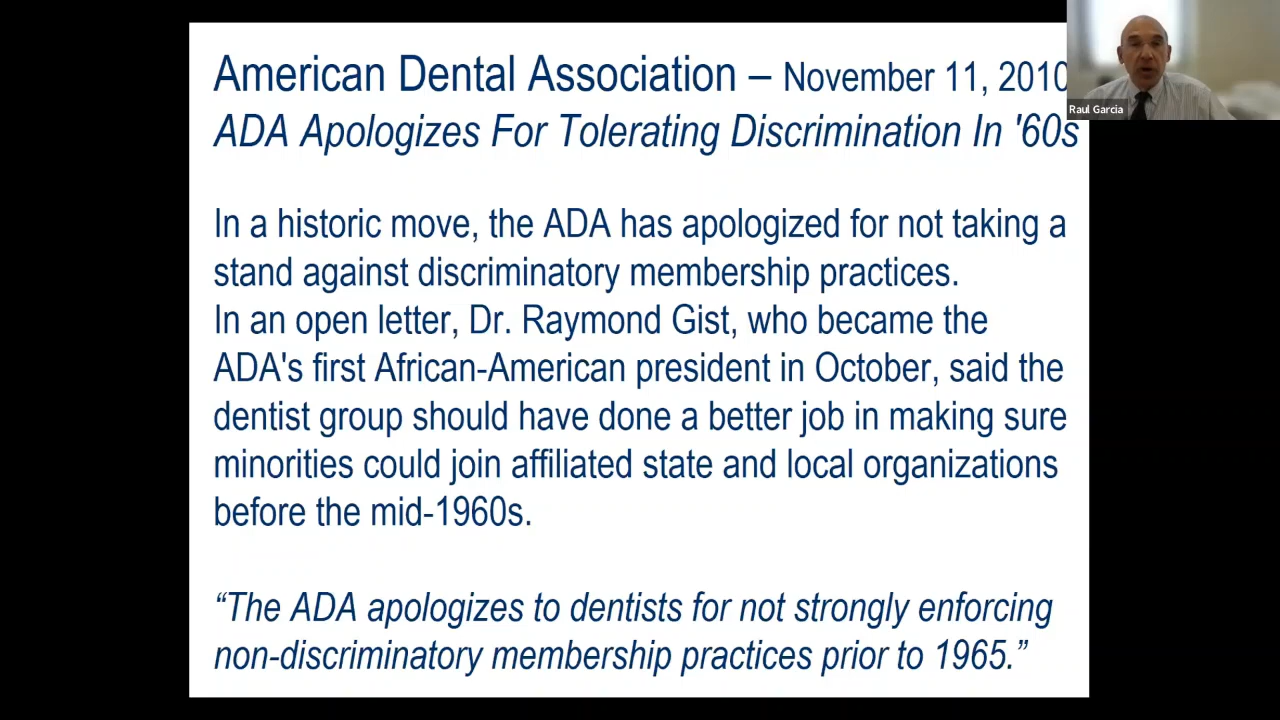 American Dental Association – November 11, 2010
ADA Apologizes For Tolerating Discrimination In '60s
Raul Garcia
In a historic move, the ADA has apologized for not taking a
stand against discriminatory membership practices.
In an open letter, Dr. Raymond Gist, who became the
ADA's first African-American president in October, said the
dentist group should have done a better job in making sure
minorities could join affiliated state and local organizations
before the mid-1960s.
“The ADA apologizes to dentists for not strongly enforcing
non-discriminatory membership practices prior to 1965.”